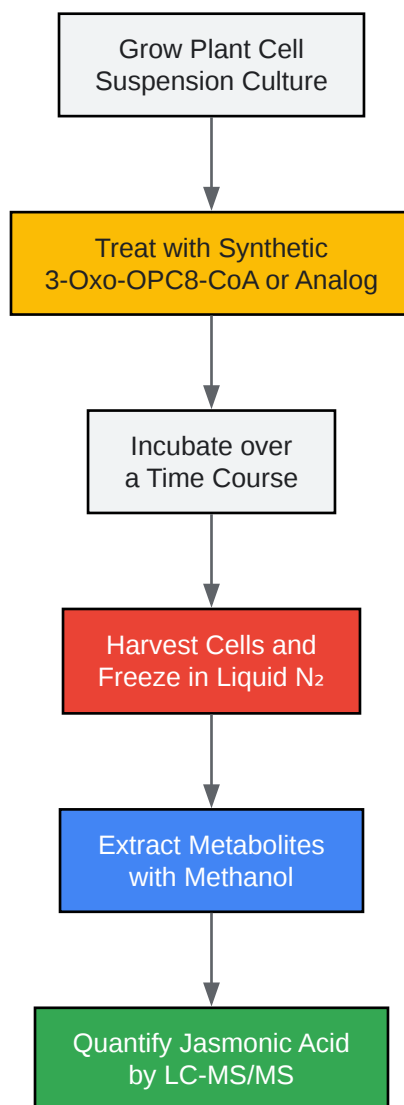 Grow Plant Cell
Suspension Culture
Treat with Synthetic
3-Oxo-OPC8-CoA or Analog
Incubate over
a Time Course
Harvest Cells and
Freeze in Liquid N₂
Extract Metabolites
with Methanol
Quantify Jasmonic Acid
by LC-MS/MS